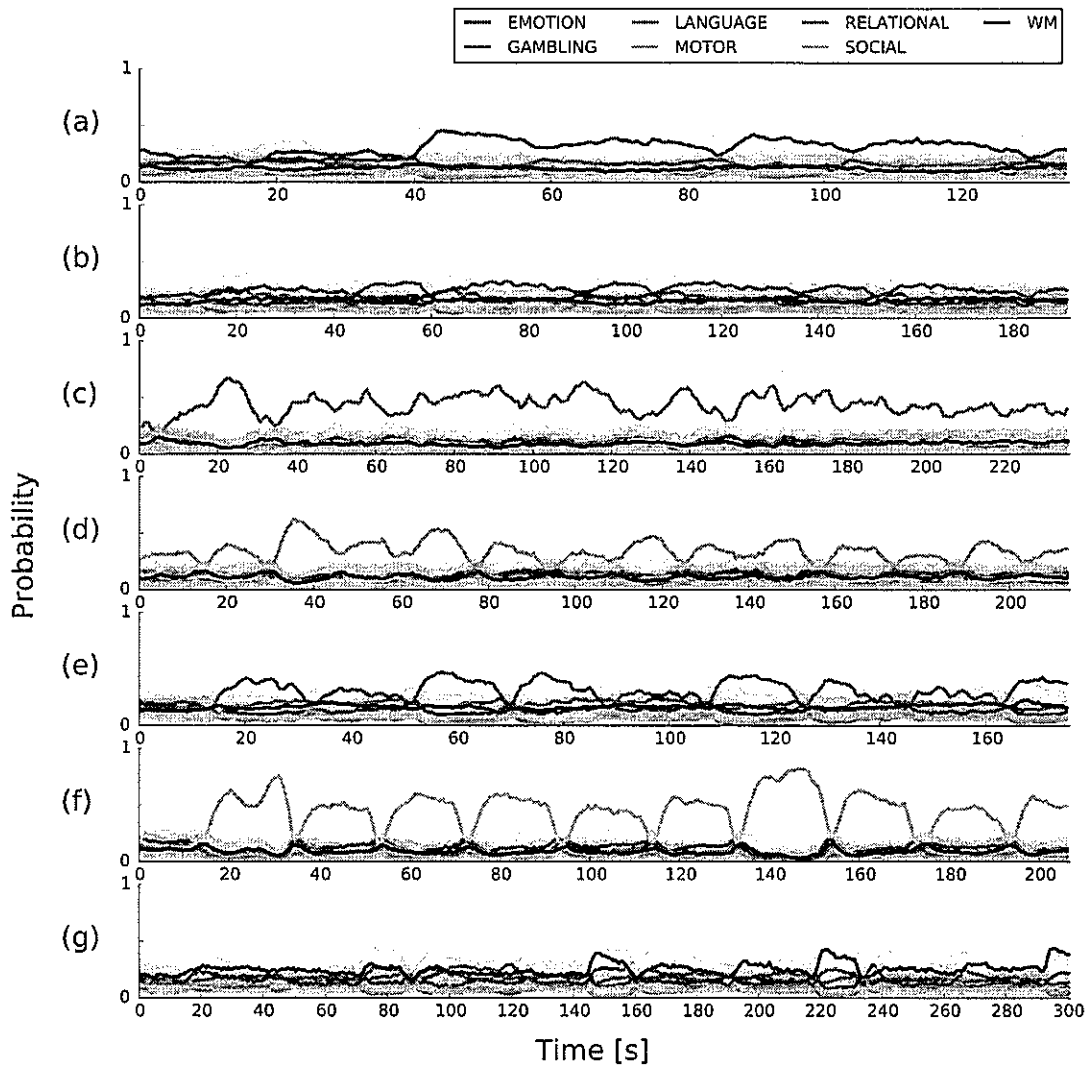 EMOTION LANGUAGE RELATIONAL WM
GAMBLING MOTOR SOCIAL
Probability
(a)
1
0
0 20 40 60 80 100 120
(b)
1
0
0 20 40 60 80 100 120 140 160 180
(c)
1
0
0 20 40 60 80 100 120 140 160 180 200 220
(d)
1
0
0 20 40 60 80 100 120 140 160 180 200
(e)
1
0
0 20 40 60 80 100 120 140 160
(f)
1
0
0 20 40 60 80 100 120 140 160 180 200
(g)
1
0
0 20 40 60 80 100 120 140 160 180 200 220 240 260 280 300
Time [s]